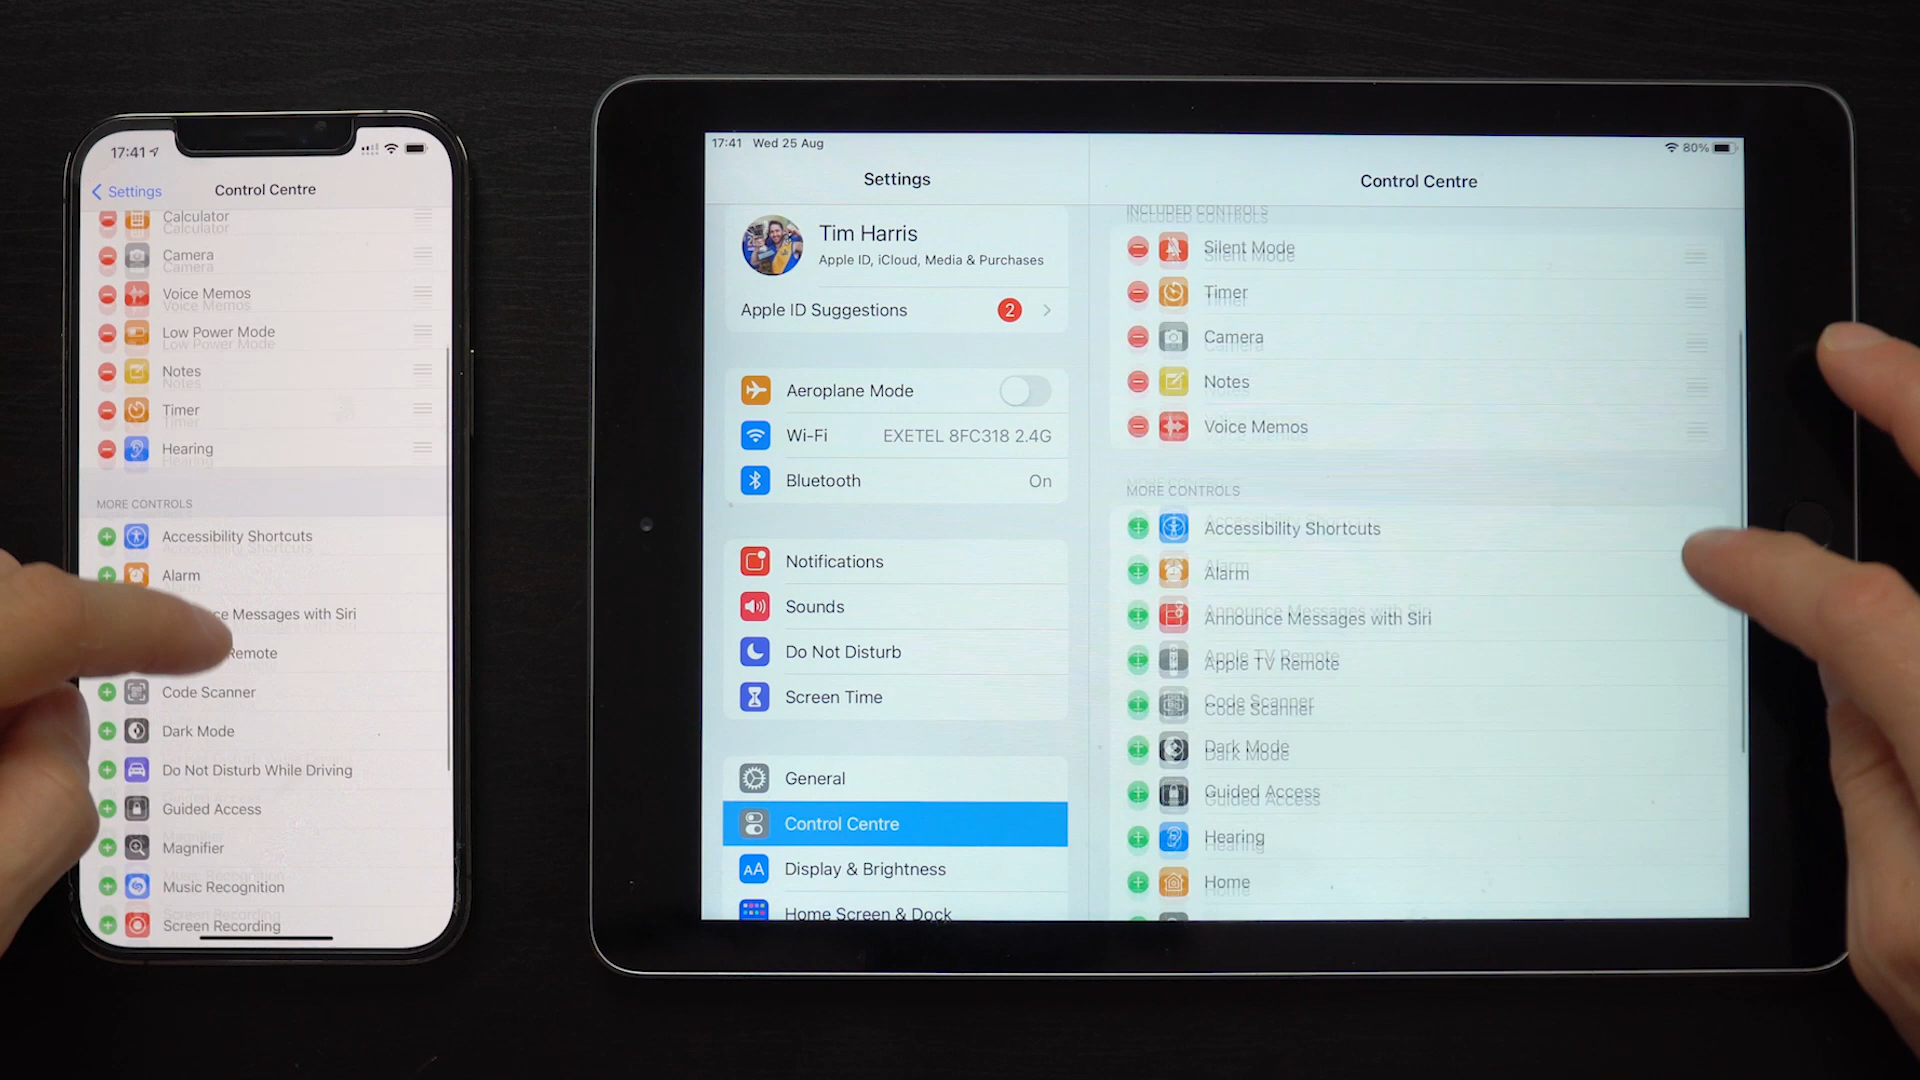 17:41
Settings
Control Centre
Calculator
Camera
Voice Memos
Low Power Mode
Notes
Timer
Hearing
MORE CONTROLS
Accessibility Shortcuts
Alarm
ce Messages with Siri
Remote
Code Scanner
Dark Mode
Do Not Disturb While Driving
Guided Access
Magnifier
Music Recognition
Screen Recording
17:41 Wed 25 Aug
80%
Settings
Tim Harris
Apple ID, iCloud, Media & Purchases
Apple ID Suggestions 2
Aeroplane Mode
Wi-Fi EXETEL 8FC318 2.4G
Bluetooth On
Notifications
Sounds
Do Not Disturb
Screen Time
General
Control Centre
AA Display & Brightness
Home Screen & Dock
Control Centre
INCLUDED CONTROLS
Silent Mode
Timer
Camera
Notes
Voice Memos
MORE CONTROLS
Accessibility Shortcuts
Alarm
Announce Messages with Siri
Apple TV Remote
Code Scanner
Dark Mode
Guided Access
Hearing
Home